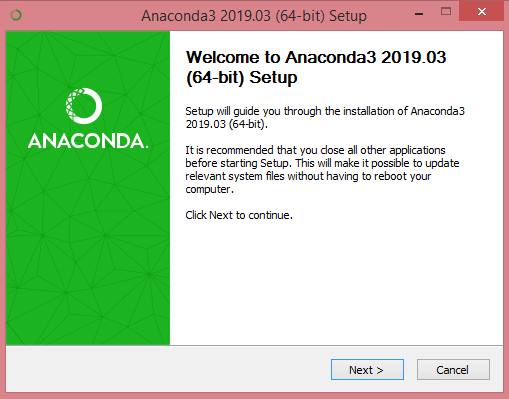 Anaconda3 2019.03 (64-bit) Setup
ANACONDA.
Welcome to Anaconda3 2019.03
(64-bit) Setup
Setup will guide you through the installation of Anaconda3
2019.03 (64-bit).
It is recommended that you close all other applications
before starting Setup. This will make it possible to update
relevant system files without having to reboot your
computer.
Click Next to continue.
Next >
Cancel